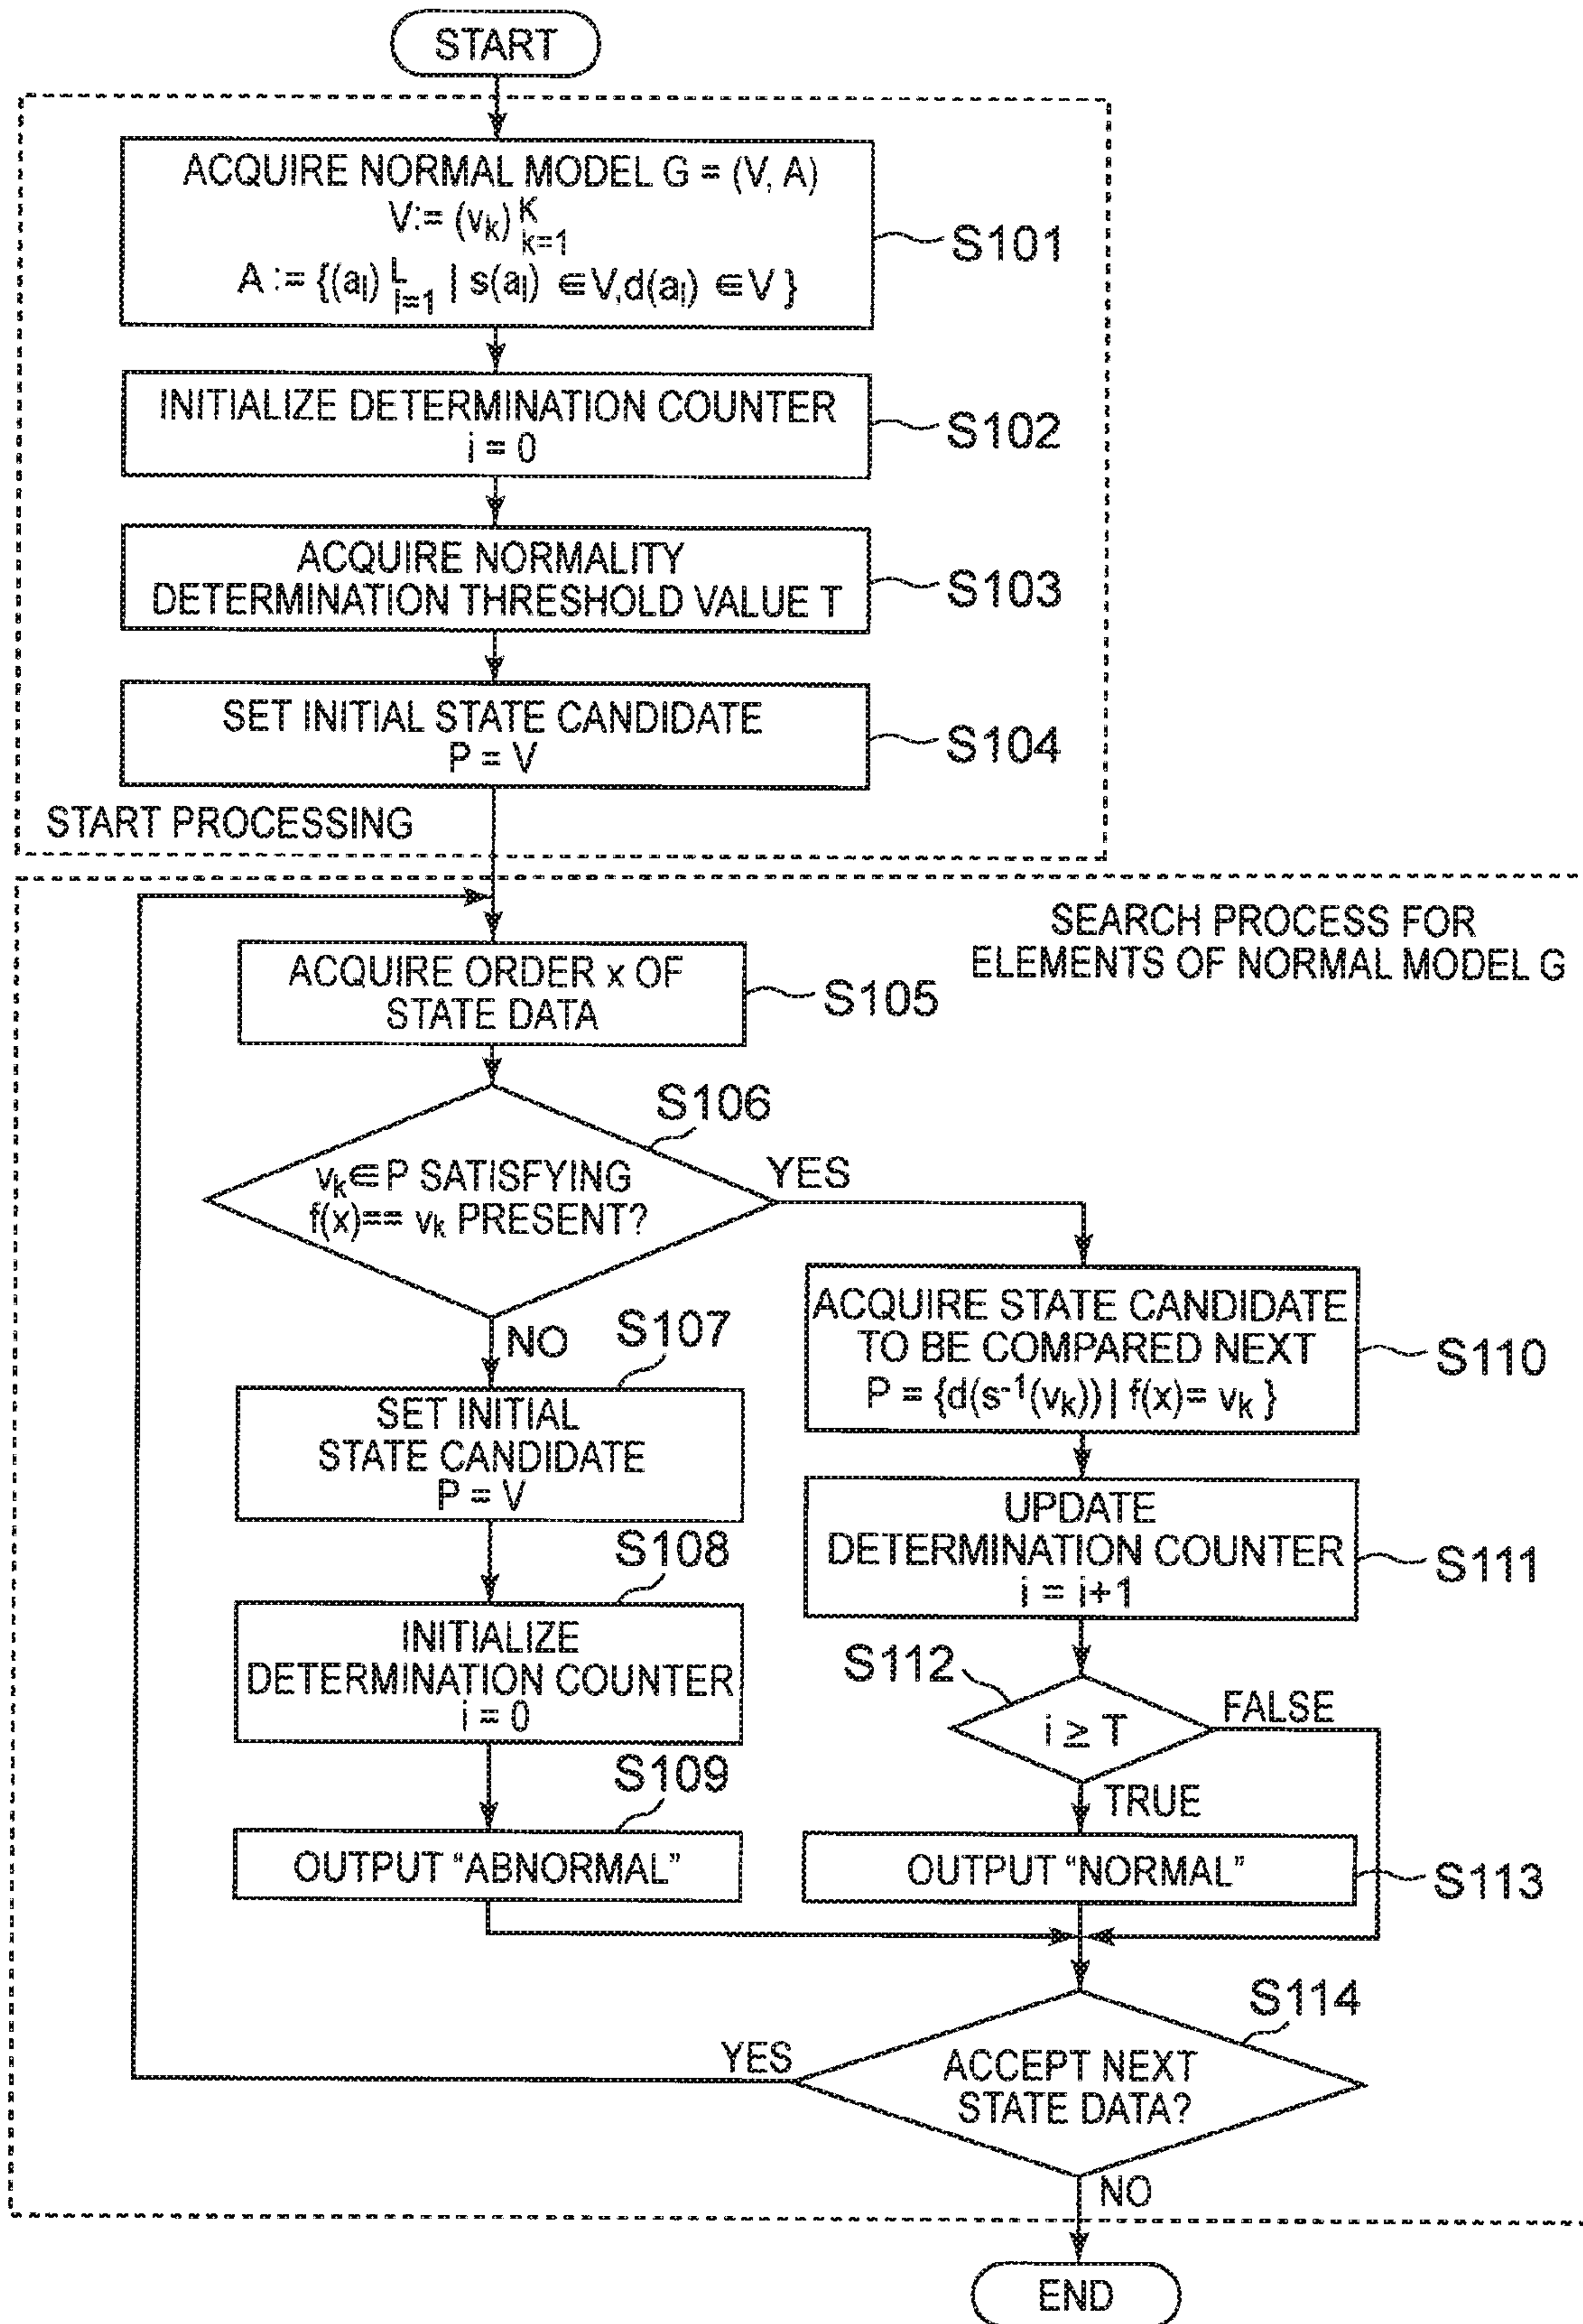 START
ACQUIRE NORMAL MODEL G = (V, A)
V:= (vk) K k=1
A := {(al) L l=1 | s(al) ∈V,d(al) ∈V }
S101
INITIALIZE DETERMINATION COUNTER
i = 0
S102
ACQUIRE NORMALITY
DETERMINATION THRESHOLD VALUE T
S103
SET INITIAL STATE CANDIDATE
P = V
S104
START PROCESSING
SEARCH PROCESS FOR
ELEMENTS OF NORMAL MODEL G
ACQUIRE ORDER x OF
STATE DATA
S105
S106
vk∈P SATISFYING
f(x)== vk PRESENT?
YES
NO
S107
SET INITIAL
STATE CANDIDATE
P = V
S108
INITIALIZE
DETERMINATION COUNTER
i = 0
S109
OUTPUT “ABNORMAL”
ACQUIRE STATE CANDIDATE
TO BE COMPARED NEXT
P = {d(s-1(vk)) | f(x)= vk }
S110
UPDATE
DETERMINATION COUNTER
i = i+1
S111
S112
i ≥ T
FALSE
TRUE
OUTPUT “NORMAL”
S113
S114
ACCEPT NEXT
STATE DATA?
YES
NO
END